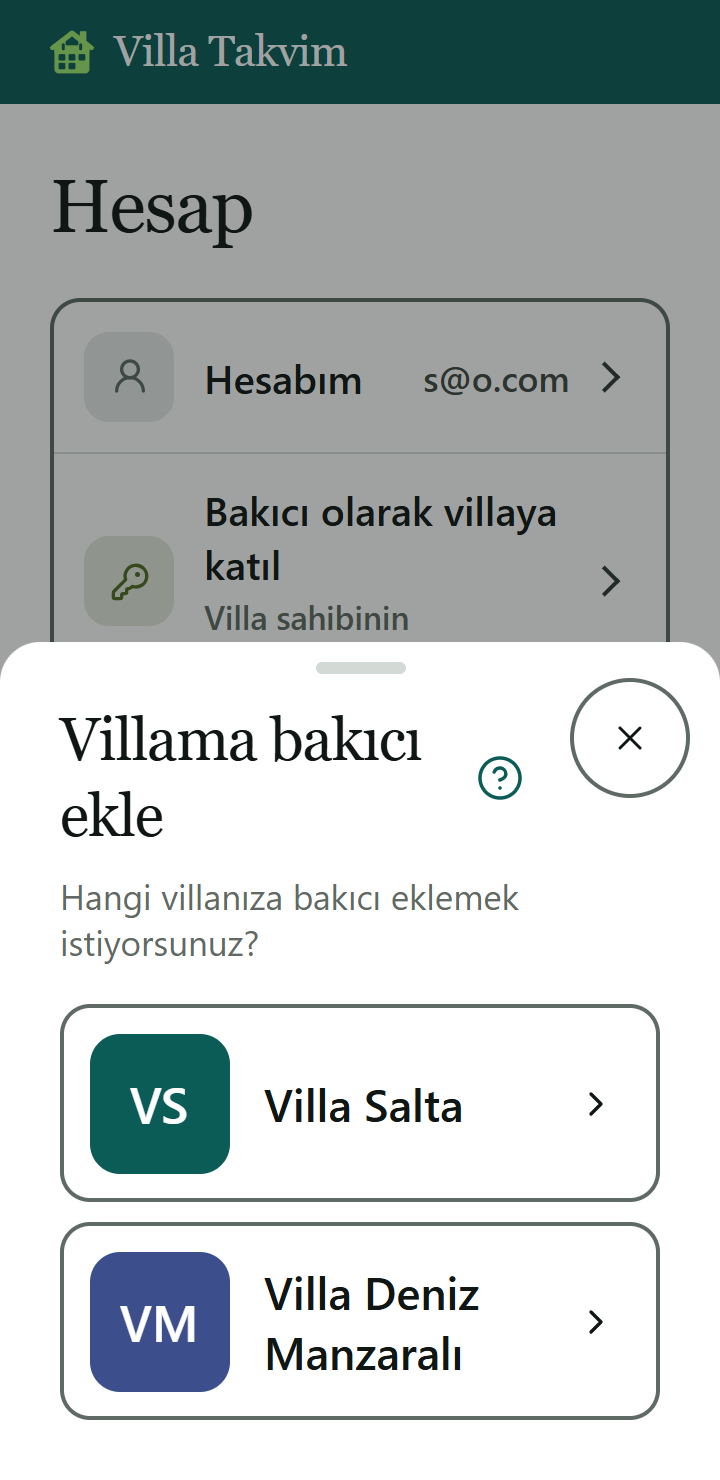 Villa Takvim
Hesap
Hesabım s@o.com
Bakıcı olarak villaya
katıl
Villa sahibinin
Villama bakıcı
ekle
Hangi villanıza bakıcı eklemek
istiyorsunuz?
VS Villa Salta
VM Villa Deniz
Manzaralı